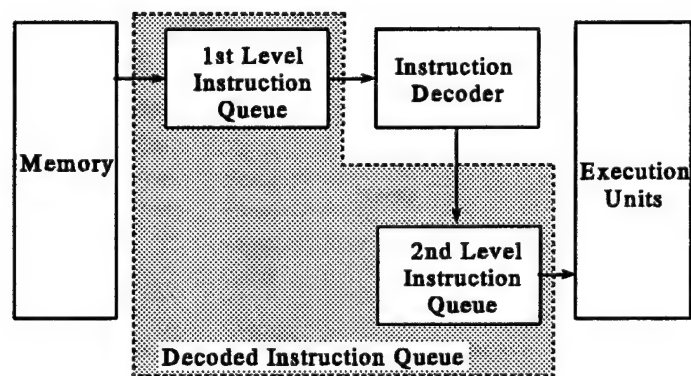 Memory
1st Level
Instruction
Queue
Instruction
Decoder
2nd Level
Instruction
Queue
Execution
Units
Decoded Instruction Queue